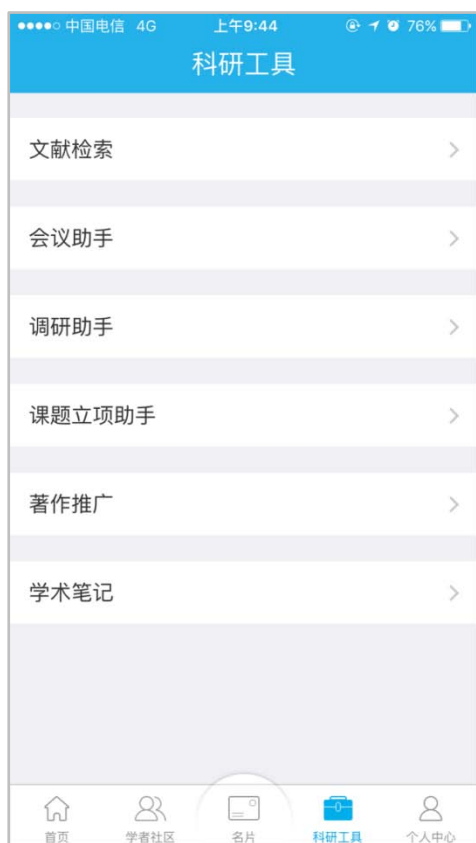 中国电信 4G 上午9:44 76%
科研工具
文献检索
会议助手
调研助手
课题立项助手
著作推广
学术笔记
首页 学者社区 名片 科研工具 个人中心